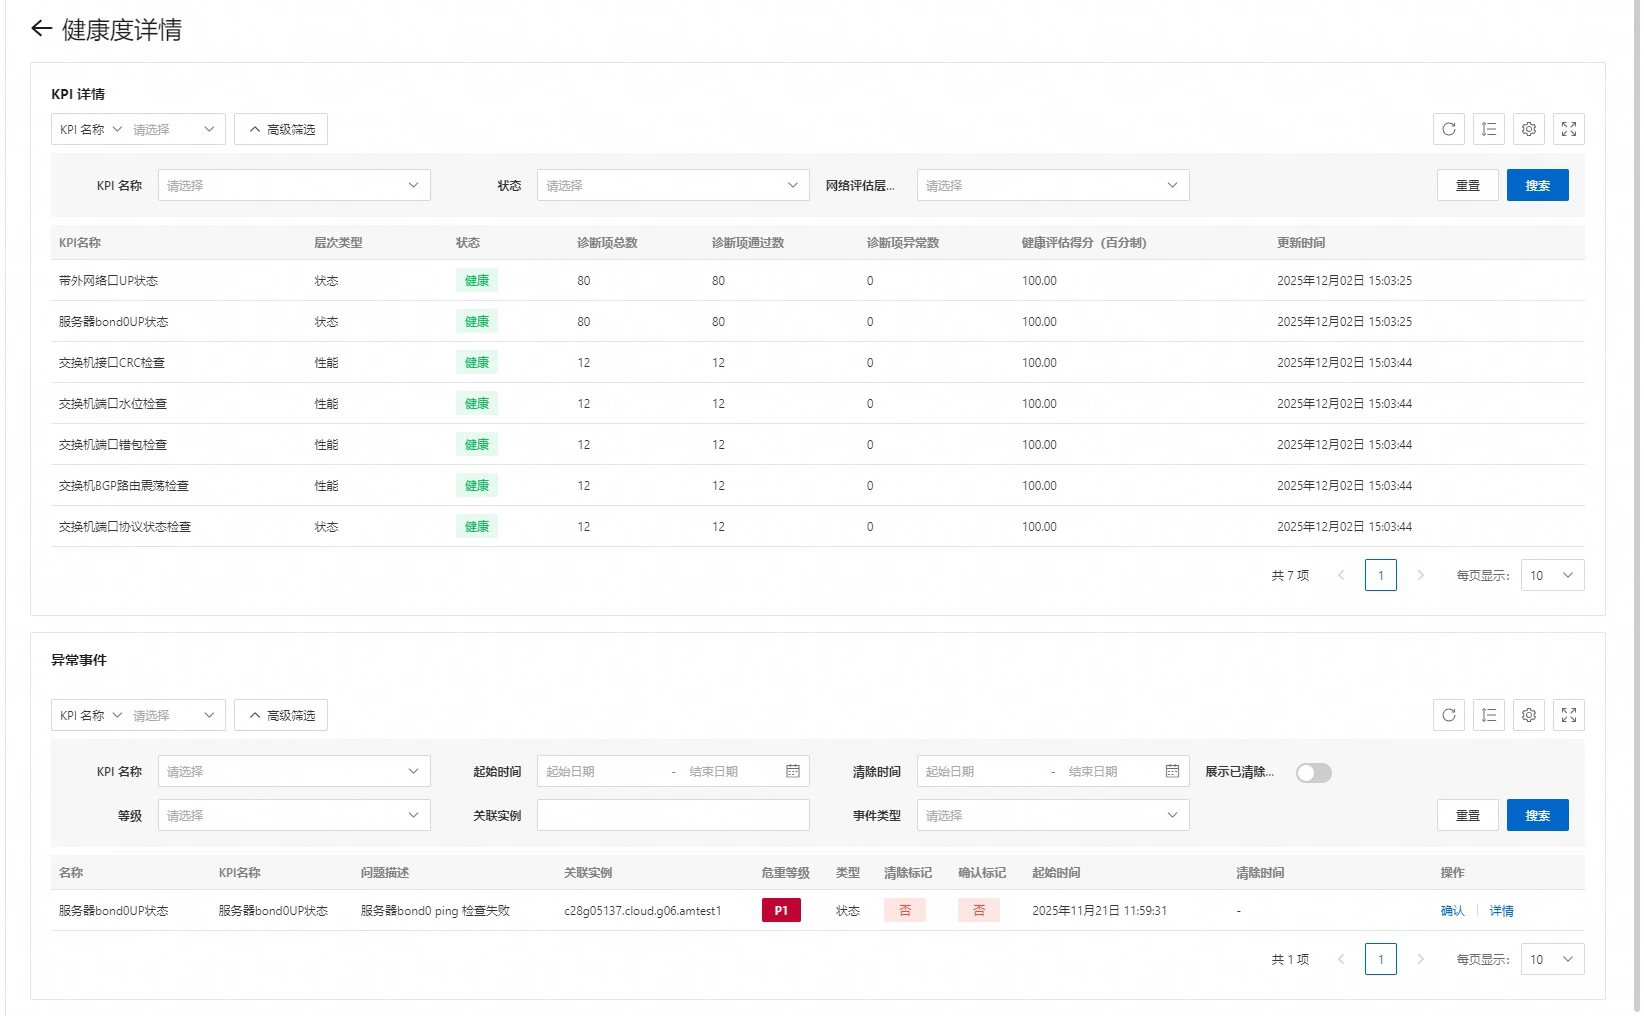 健康度详情
KPI 详情
KPI 名称 请选择 高级筛选
KPI 名称 请选择 状态 请选择 网络评估层... 请选择 重置 搜索
KPI名称 层次类型 状态 诊断项总数 诊断项通过数 诊断项异常数 健康评估得分（百分制） 更新时间
带外网络口UP状态 状态 健康 80 80 0 100.00 2025年12月02日 15:03:25
服务器bond0UP状态 状态 健康 80 80 0 100.00 2025年12月02日 15:03:25
交换机接口CRC检查 性能 健康 12 12 0 100.00 2025年12月02日 15:03:44
交换机端口水位检查 性能 健康 12 12 0 100.00 2025年12月02日 15:03:44
交换机端口错包检查 性能 健康 12 12 0 100.00 2025年12月02日 15:03:44
交换机BGP路由震荡检查 性能 健康 12 12 0 100.00 2025年12月02日 15:03:44
交换机端口协议状态检查 状态 健康 12 12 0 100.00 2025年12月02日 15:03:44
共 7 项 1 每页显示: 10
异常事件
KPI 名称 请选择 高级筛选
KPI 名称 请选择 起始时间 起始日期 - 结束日期 清除时间 起始日期 - 结束日期 展示已清除...
等级 请选择 关联实例 事件类型 请选择 重置 搜索
名称 KPI名称 问题描述 关联实例 危重等级 类型 清除标记 确认标记 起始时间 清除时间 操作
服务器bond0UP状态 服务器bond0UP状态 服务器bond0 ping 检查失败 c28g05137.cloud.g06.amtest1 P1 状态 否 否 2025年11月21日 11:59:31 - 确认 详情
共 1 项 1 每页显示: 10